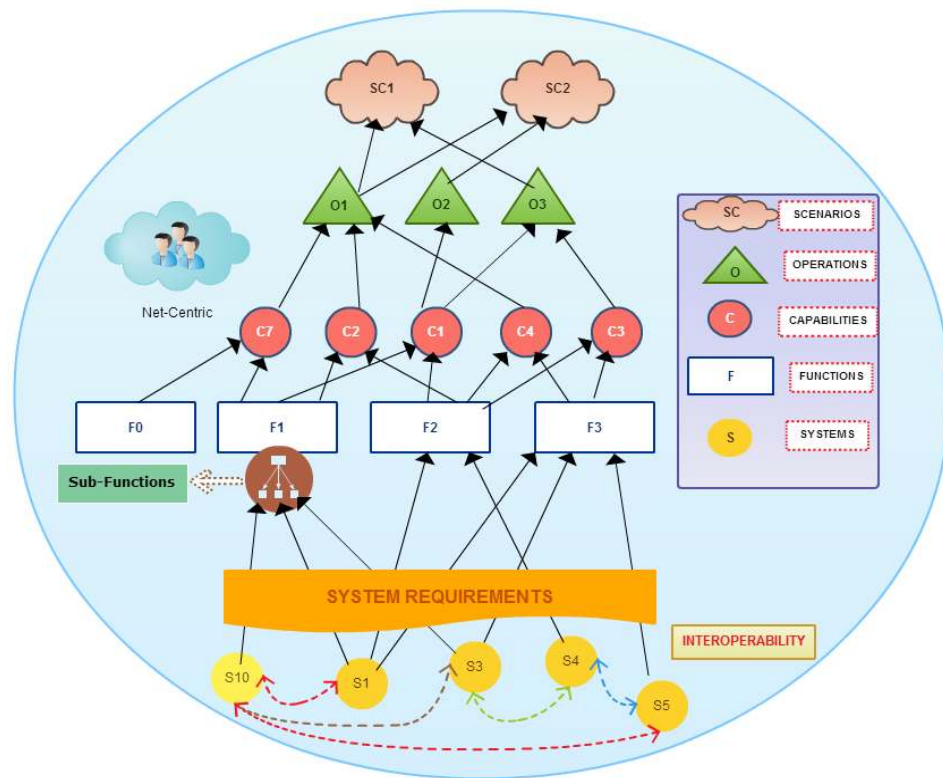 SC1
SC2
O1
O2
O3
Net-Centric
C7
C2
C1
C4
C3
F0
F1
F2
F3
Sub-Functions
SYSTEM REQUIREMENTS
INTEROPERABILITY
S10
S1
S3
S4
S5
SC SCENARIOS
O OPERATIONS
C CAPABILITIES
F FUNCTIONS
S SYSTEMS